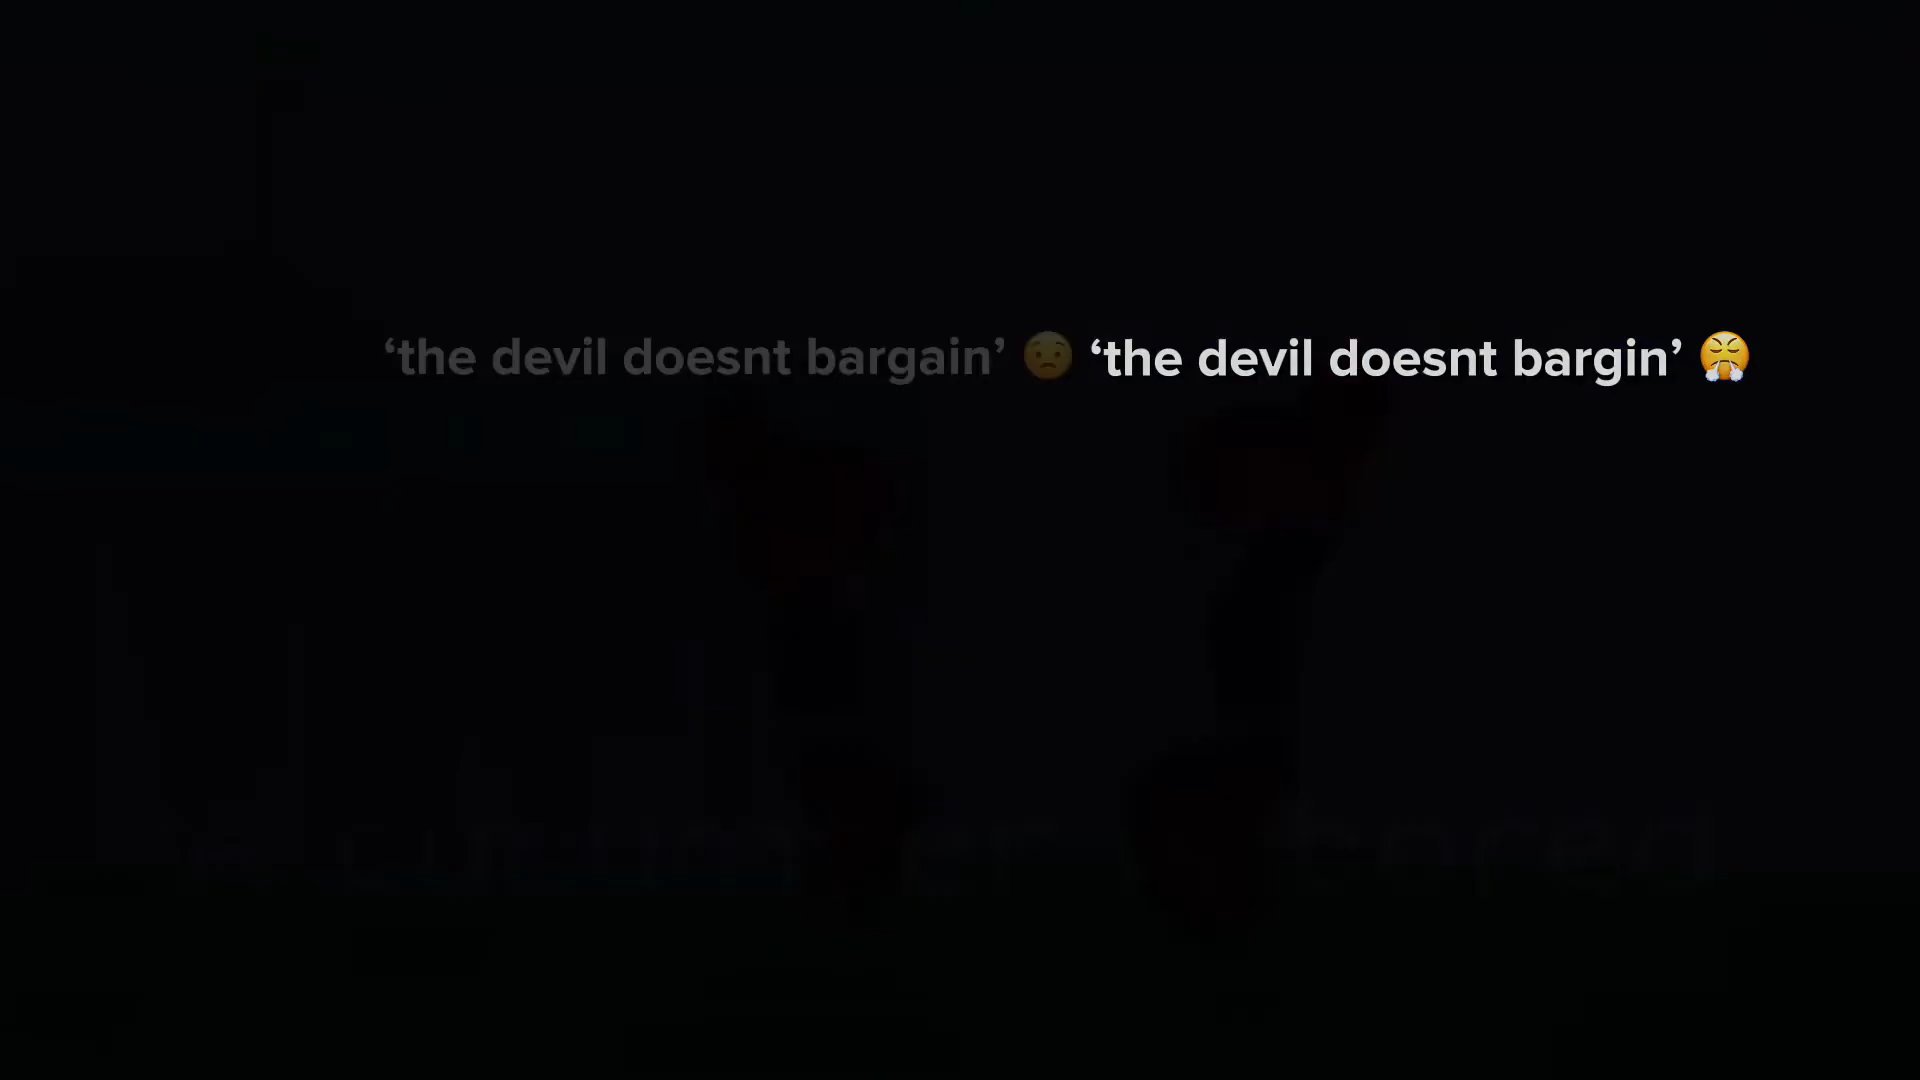 ‘the devil doesnt bargain’ 😟 ‘the devil doesnt bargin’ 😤